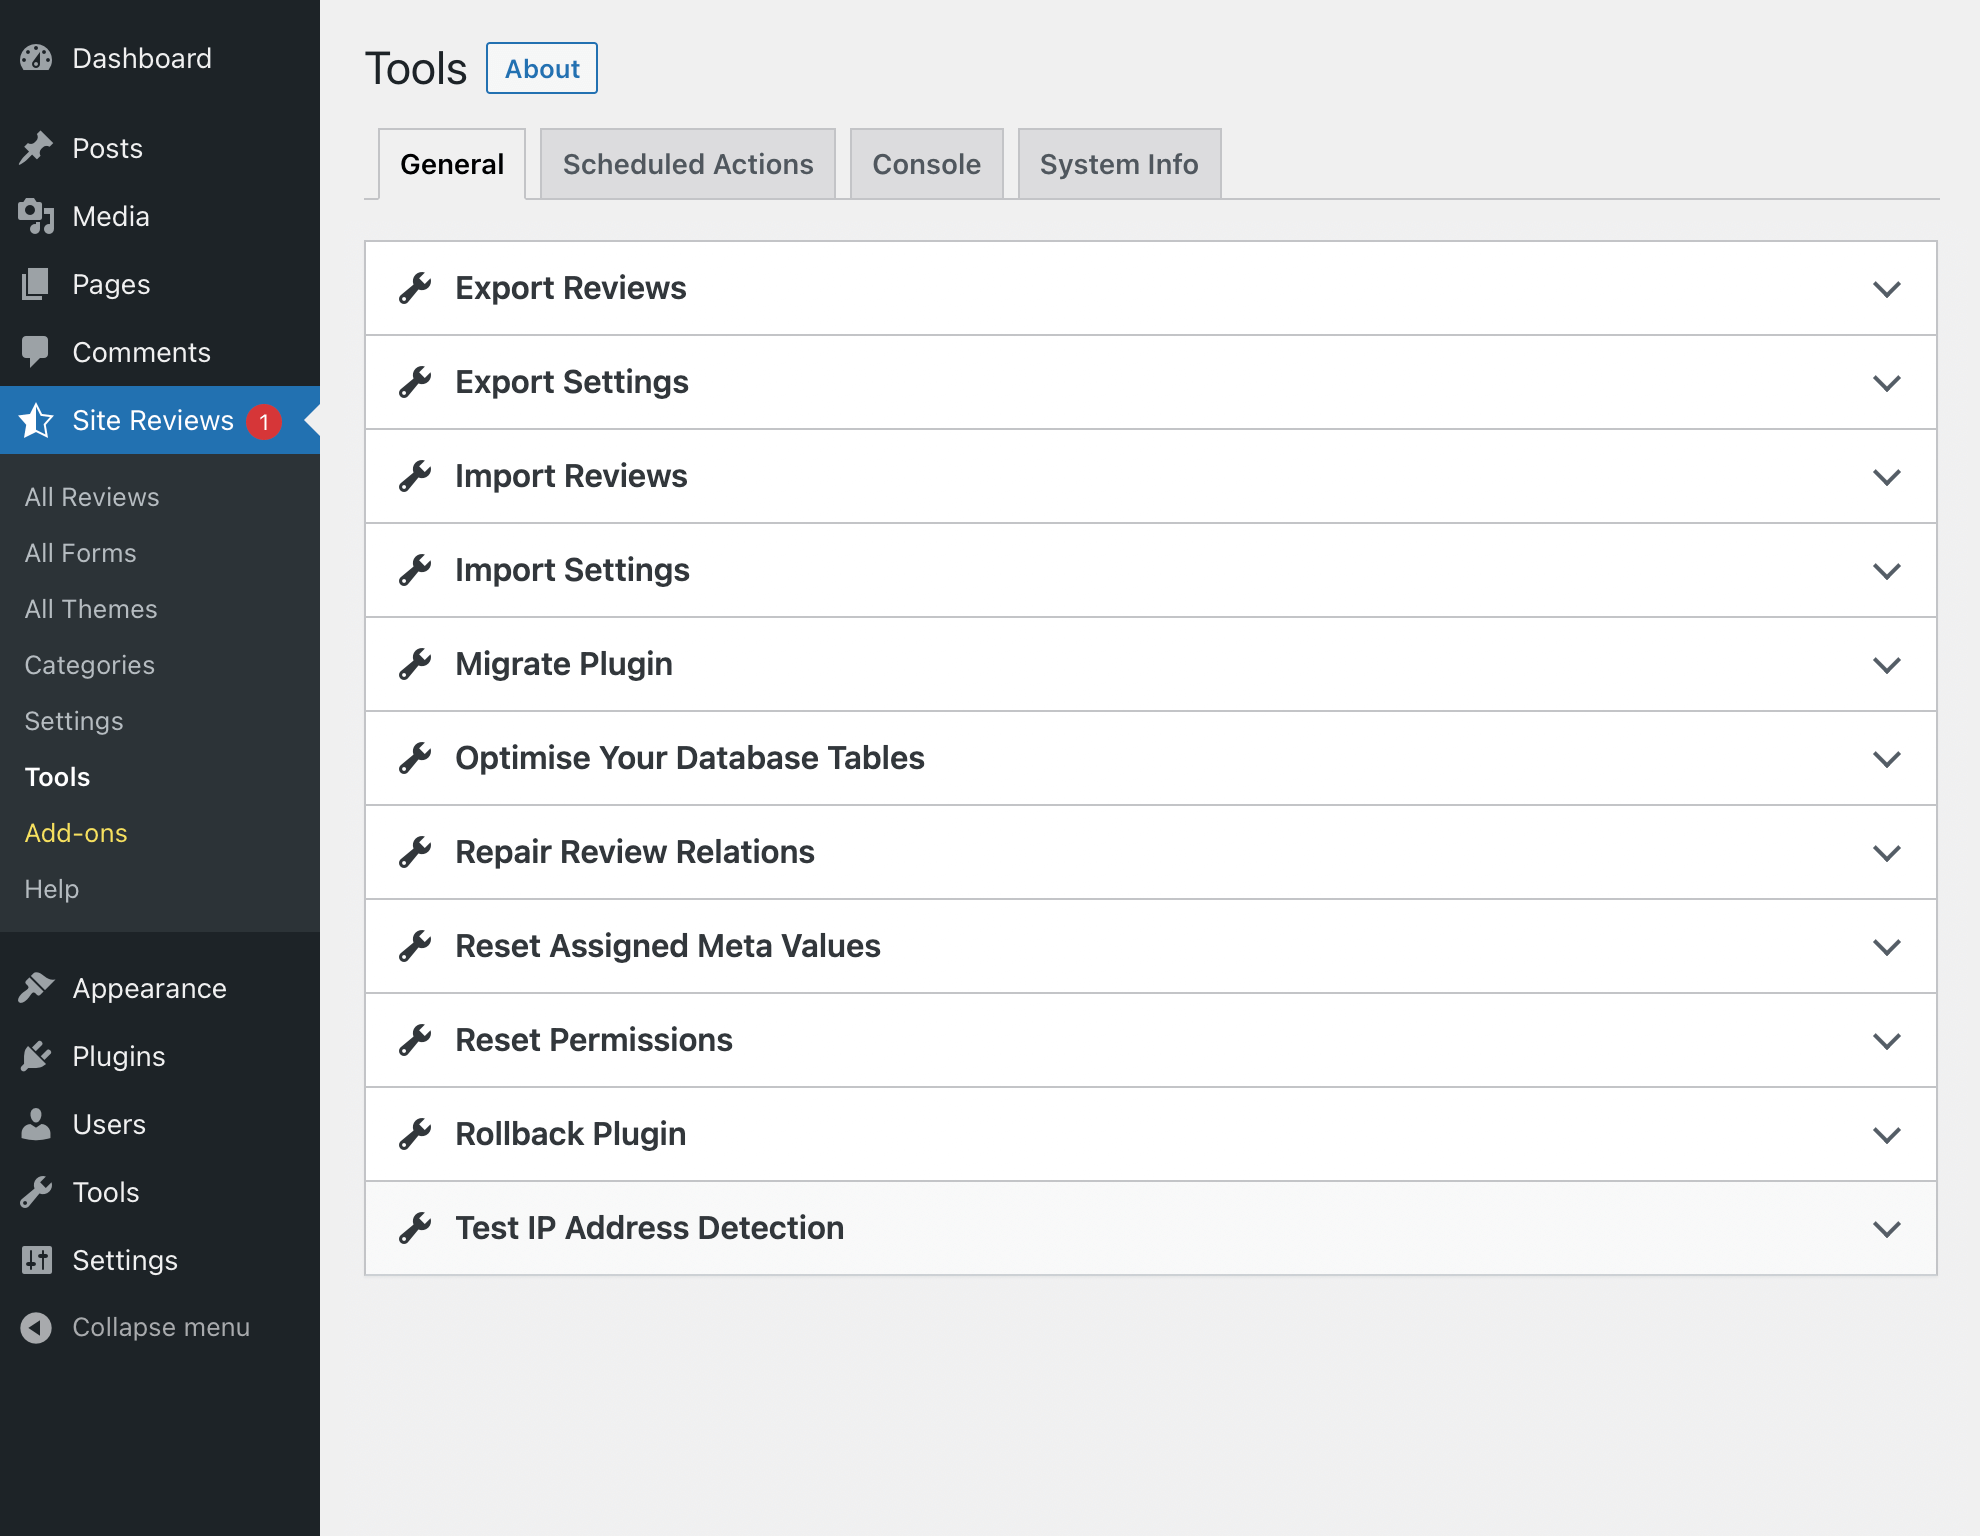 Dashboard
Posts
Media
Pages
Comments
Site Reviews 1
All Reviews
All Forms
All Themes
Categories
Settings
Tools
Add-ons
Help
Appearance
Plugins
Users
Tools
Settings
Collapse menu
Tools About
General Scheduled Actions Console System Info
Export Reviews
Export Settings
Import Reviews
Import Settings
Migrate Plugin
Optimise Your Database Tables
Repair Review Relations
Reset Assigned Meta Values
Reset Permissions
Rollback Plugin
Test IP Address Detection